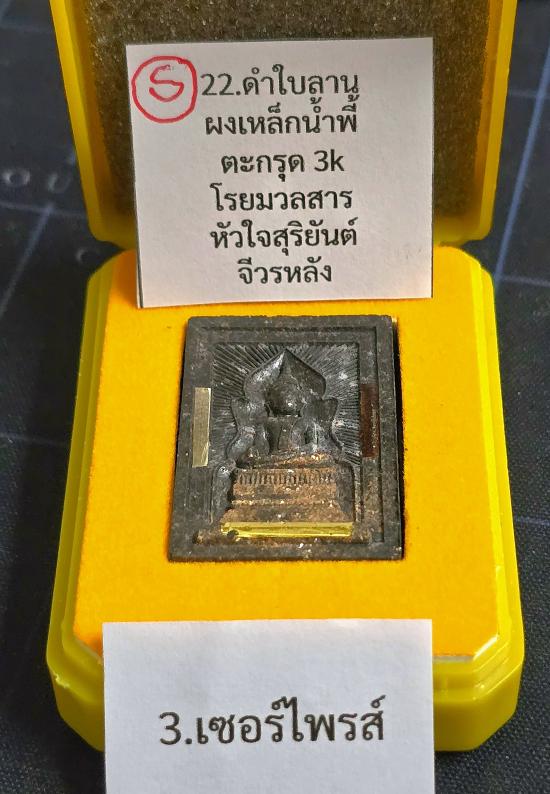 S 22.ดำใบลาน
ผงเหล็กน้ำพี้
ตะกรุด 3k
โรยมวลสาร
หัวใจสุริยันต์
จีวรหลัง
3.เซอร์ไพรส์